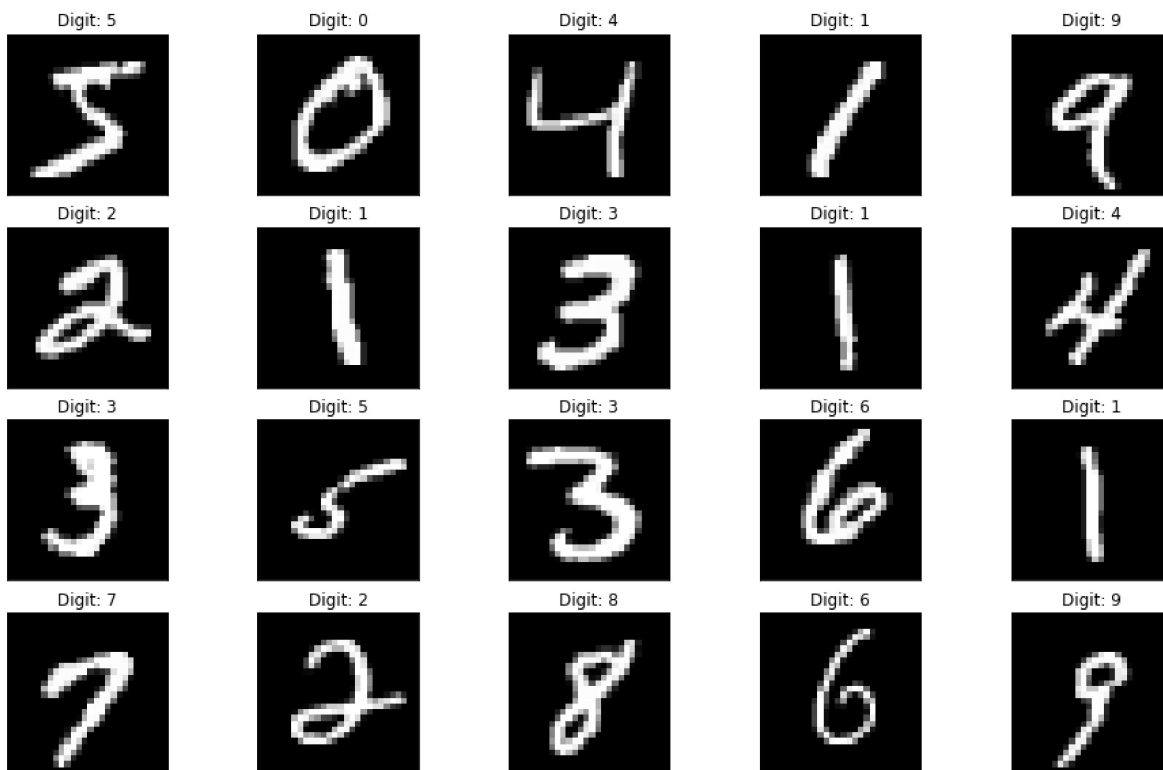 Digit: 5 Digit: 0 Digit: 4 Digit: 1 Digit: 9
5 0 4 1 9
Digit: 2 Digit: 1 Digit: 3 Digit: 1 Digit: 4
2 1 3 1 4
Digit: 3 Digit: 5 Digit: 3 Digit: 6 Digit: 1
3 5 3 6 1
Digit: 7 Digit: 2 Digit: 8 Digit: 6 Digit: 9
7 2 8 6 9